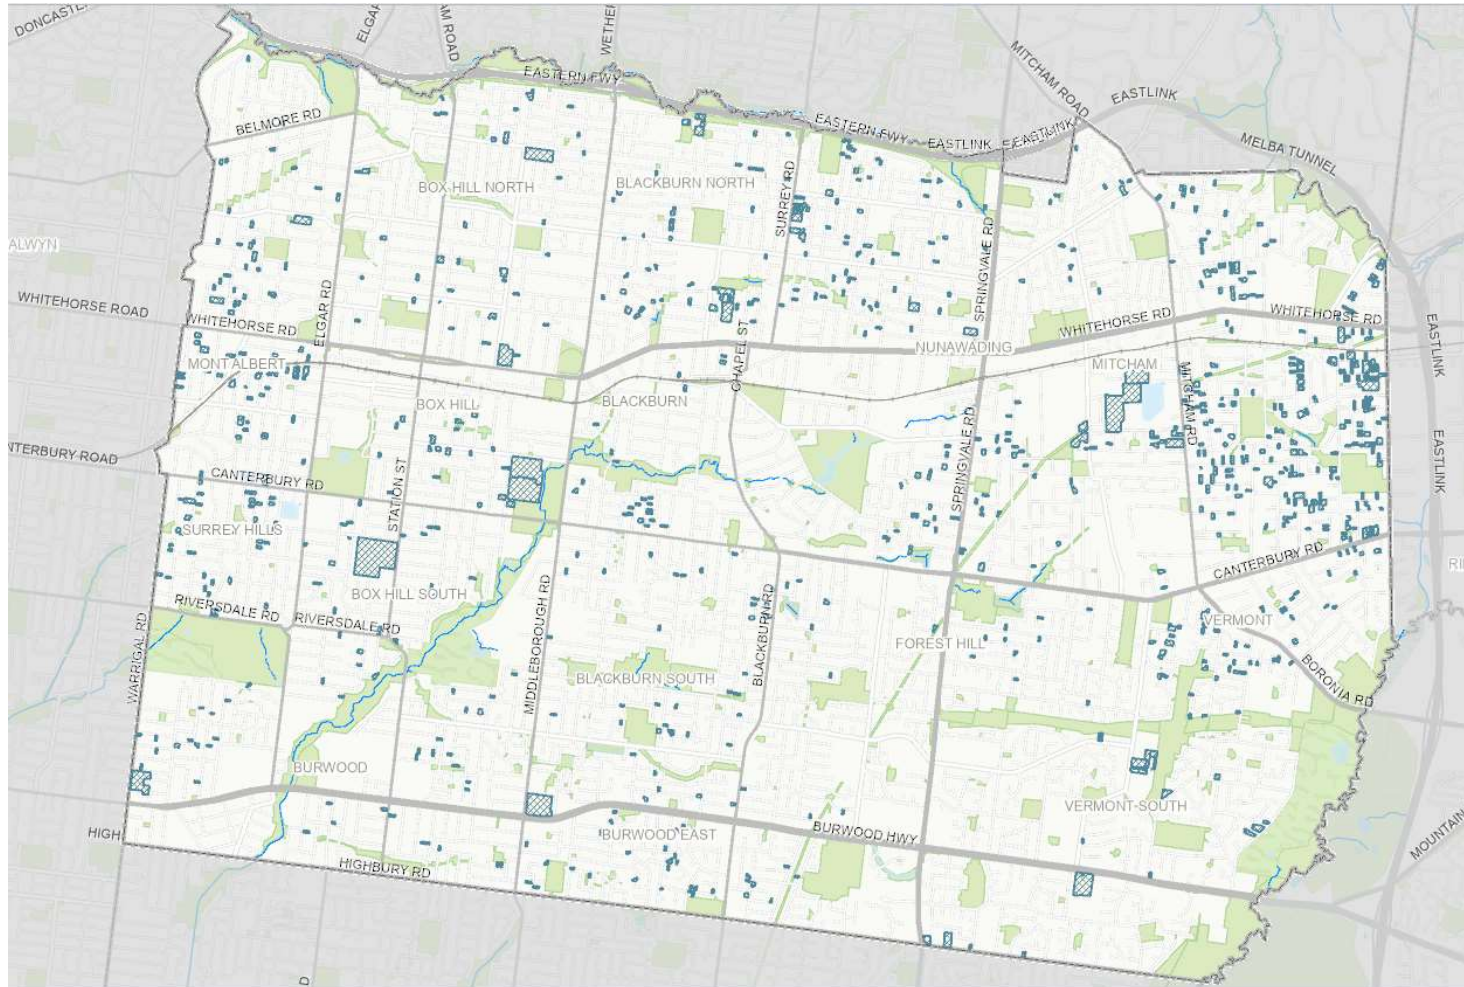 DONCASTE
ELGAR
AM ROAD
WETHER
MITCHAM ROAD
EASTERN FWY
EASTLINK
BELMORE RD
EASTERN FWY
EASTLINK
EASTLINK
MELBA TUNNEL
BOX HILL NORTH
BLACKBURN NORTH
SURREY RD
ALWYN
SPRINGVALE RD
WHITEHORSE ROAD
ELGAR RD
WHITEHORSE RD
WHITEHORSE RD
WHITEHORSE RD
NUNAWADING
MONT ALBERT
CHAPEL ST
MITCHAM
EASTLINK
BOX HILL
BLACKBURN
MITCHAM RD
NTERBURY ROAD
SPRINGVALE RD
EASTLINK
CANTERBURY RD
STATION ST
SURREY HILLS
CANTERBURY RD
RI
BOX HILL SOUTH
RIVERSDALE RD
RIVERSDALE RD
MIDDLEBOROUGH RD
BLACKBURN RD
VERMONT
FOREST HILL
WARRIGAL RD
BLACKBURN SOUTH
BORONIA RD
BURWOOD
VERMONT SOUTH
HIGH
BURWOOD EAST
BURWOOD HWY
MOUNTAIN
HIGHBURY RD
D